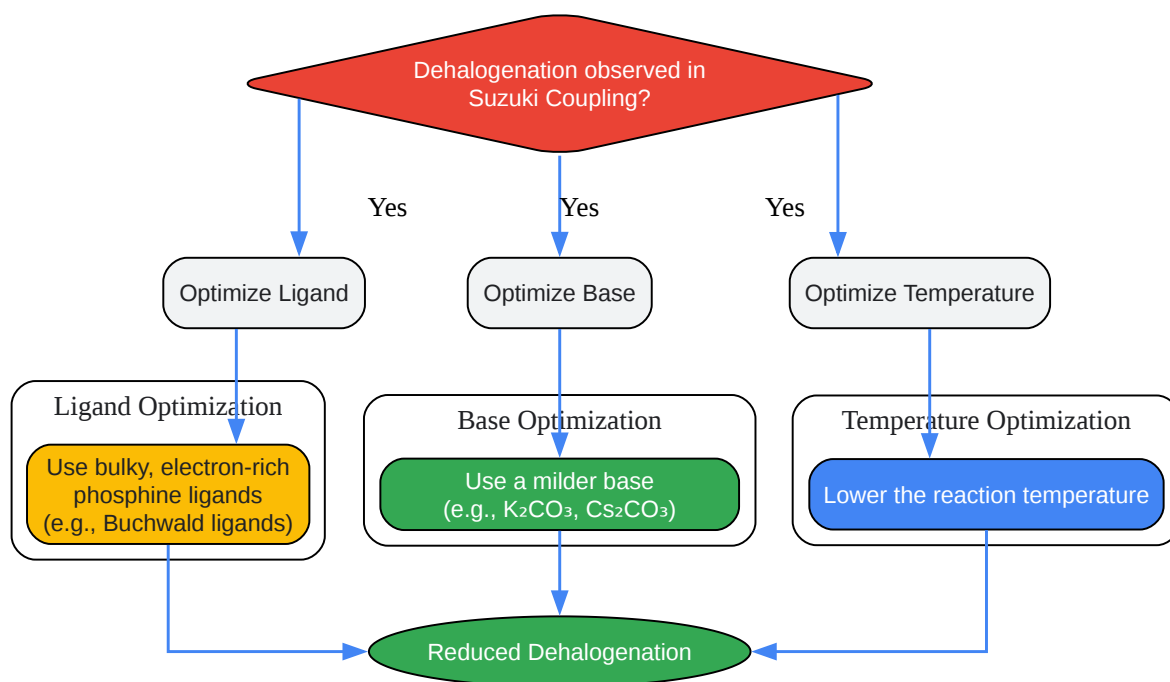 Dehalogenation observed in
Suzuki Coupling?
Yes
Yes
Yes
Optimize Ligand
Optimize Base
Optimize Temperature
Ligand Optimization
Base Optimization
Temperature Optimization
Use bulky, electron-rich
phosphine ligands
(e.g., Buchwald ligands)
Use a milder base
(e.g., K₂CO₃, Cs₂CO₃)
Lower the reaction temperature
Reduced Dehalogenation